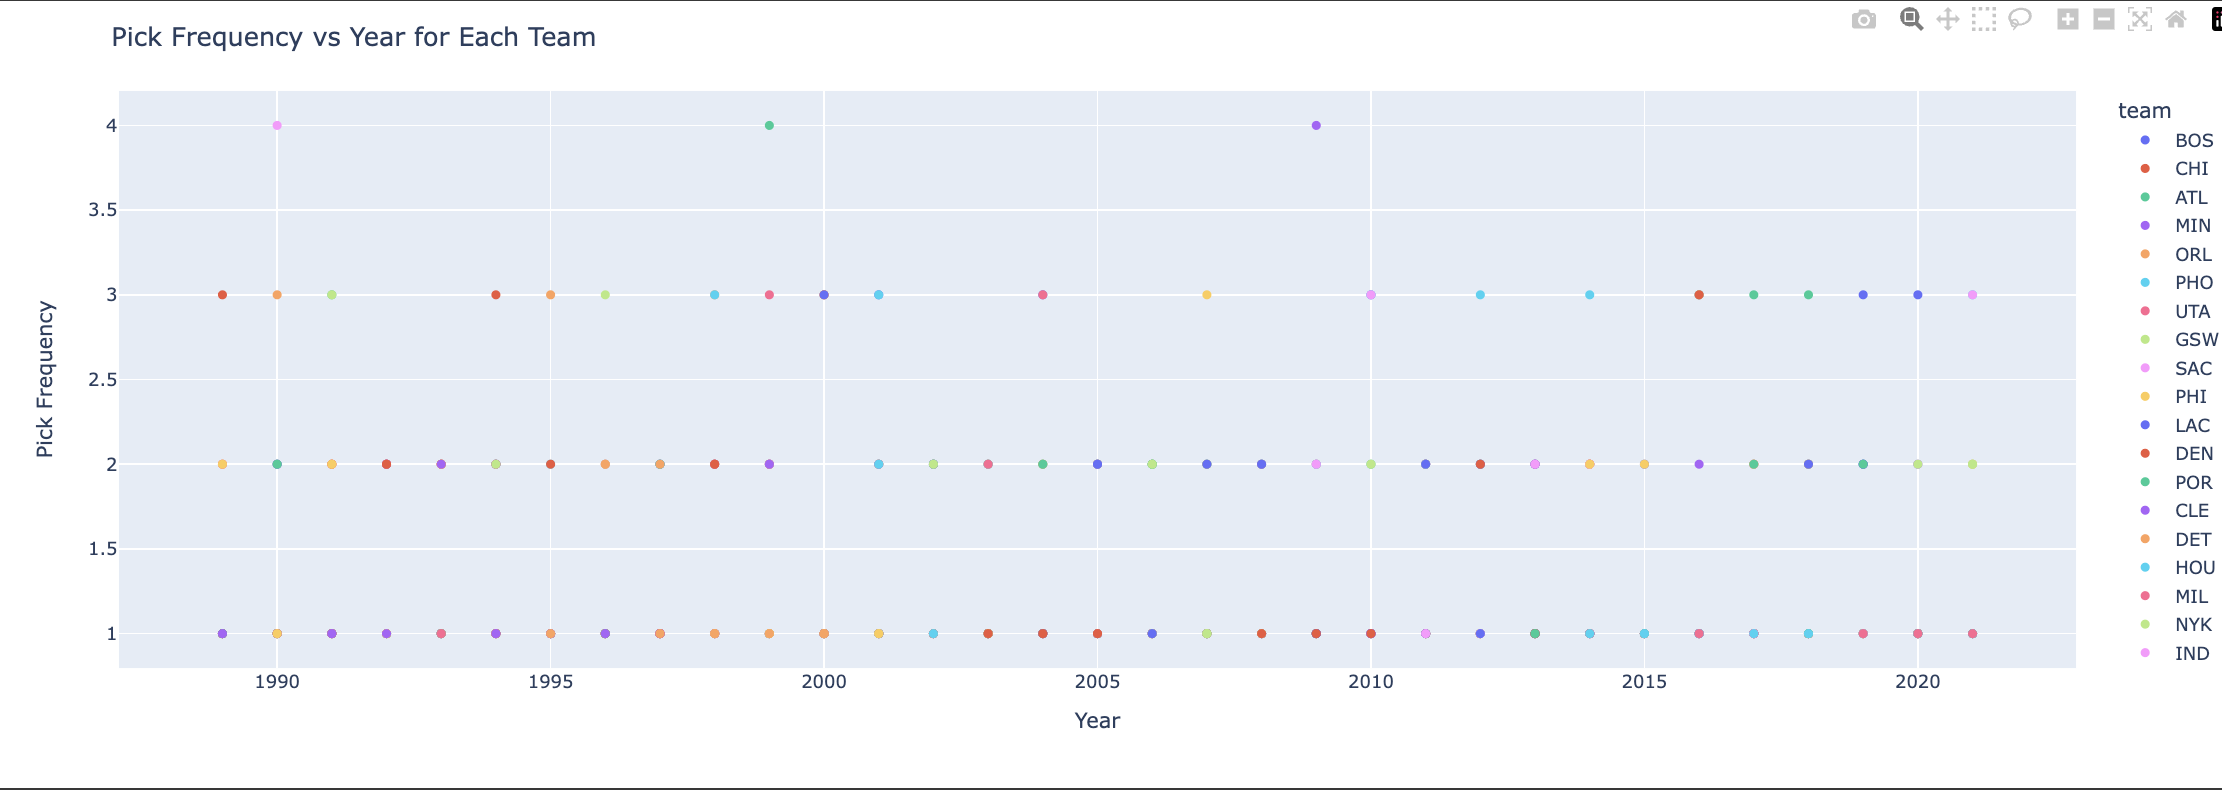 Pick Frequency vs Year for Each Team
team
4
3.5
3
2.5
2
1.5
1
Pick Frequency
1990 1995 2000 2005 2010 2015 2020
Year
BOS
CHI
ATL
MIN
ORL
PHO
UTA
GSW
SAC
PHI
LAC
DEN
POR
CLE
DET
HOU
MIL
NYK
IND